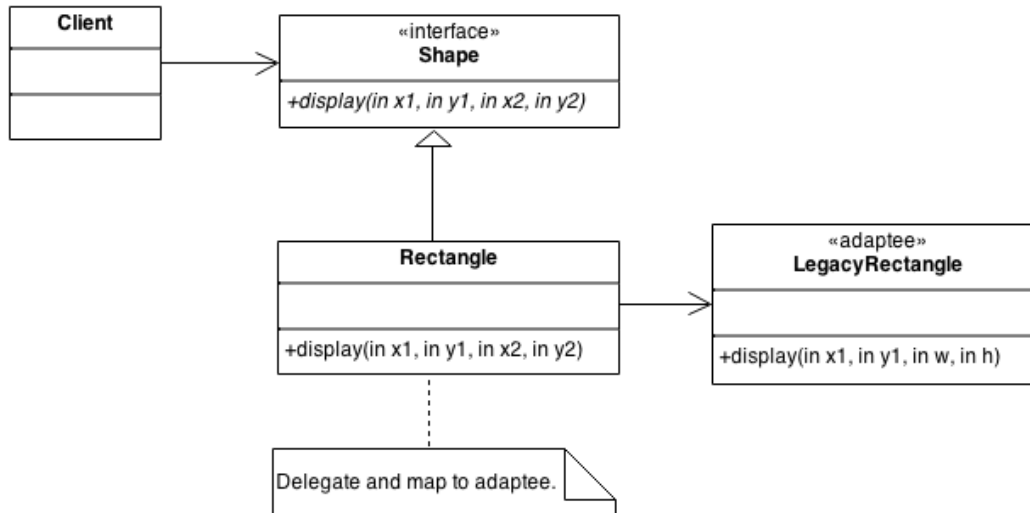 Client
«interface»
Shape
+display(in x1, in y1, in x2, in y2)
Rectangle
+display(in x1, in y1, in x2, in y2)
«adaptee»
LegacyRectangle
+display(in x1, in y1, in w, in h)
Delegate and map to adaptee.